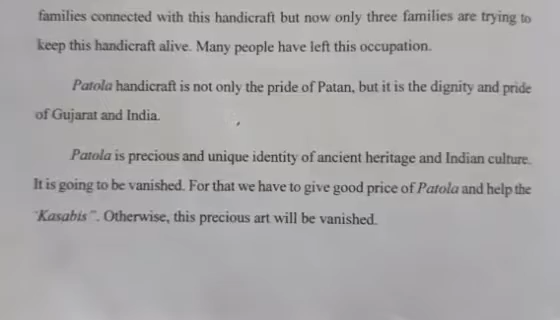 families connected with this handicraft but now only three families are trying to
keep this handicraft alive. Many people have left this occupation.
Patola handicraft is not only the pride of Patan, but it is the dignity and pride
of Gujarat and India.
Patola is precious and unique identity of ancient heritage and Indian culture.
It is going to be vanished. For that we have to give good price of Patola and help the
"Kasabis". Otherwise, this precious art will be vanished.